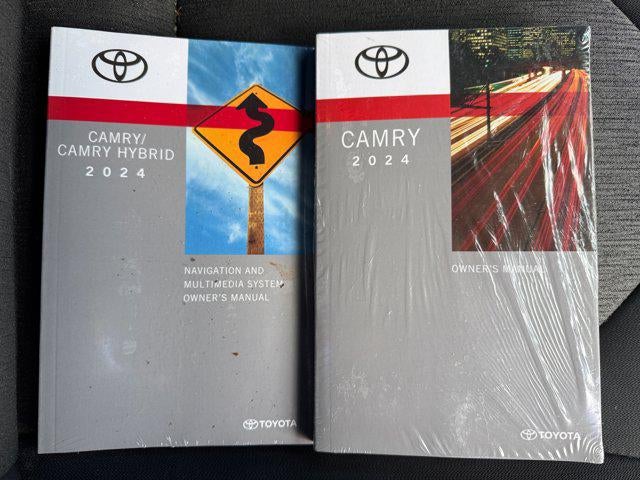 CAMRY/
CAMRY HYBRID
2024
NAVIGATION AND
MULTIMEDIA SYSTEM
OWNER'S MANUAL
TOYOTA
CAMRY
2024
OWNER'S MANUAL
TOYOTA